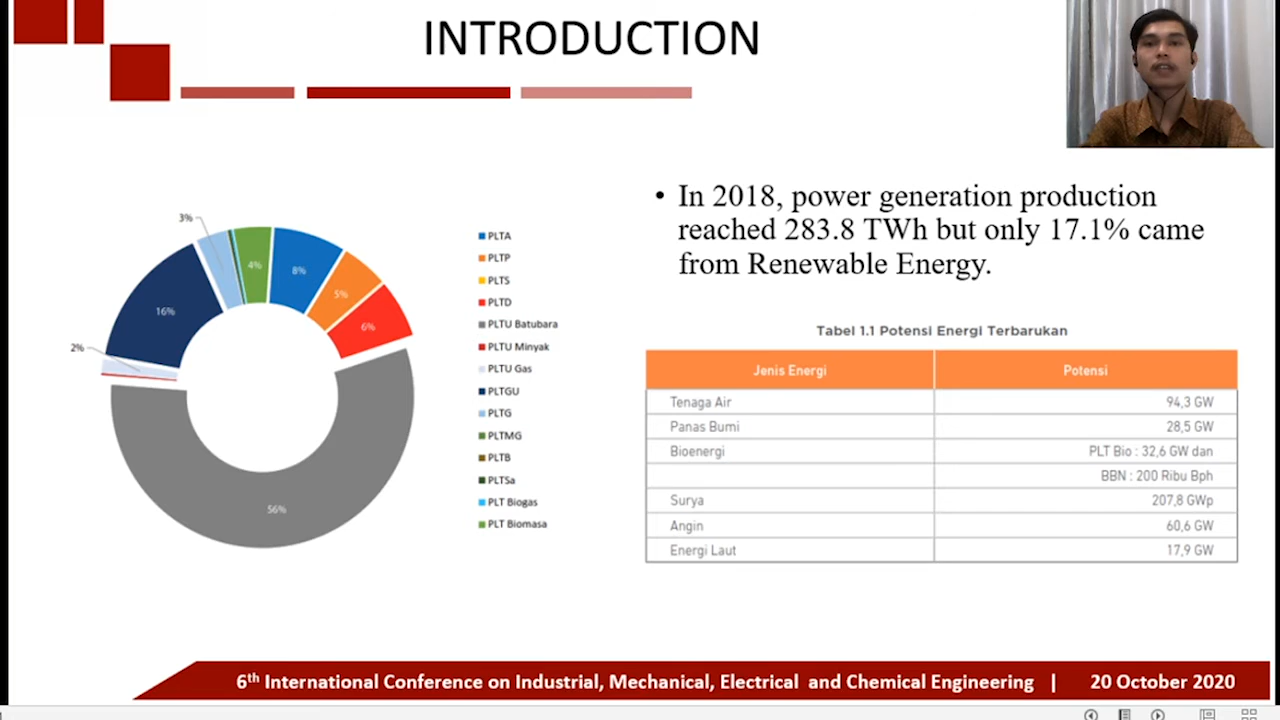 INTRODUCTION
3%
4%
8%
5%
6%
16%
2%
56%
PLTA
PLTP
PLTS
PLTD
PLTU Batubara
PLTU Minyak
PLTU Gas
PLTGU
PLTG
PLTMG
PLTB
PLTSa
PLT Biogas
PLT Biomasa
• In 2018, power generation production
reached 283.8 TWh but only 17.1% came
from Renewable Energy.
Tabel 1.1 Potensi Energi Terbarukan
Jenis Energi Potensi
Tenaga Air 94,3 GW
Panas Bumi 28,5 GW
Bioenergi PLT Bio : 32,6 GW dan
BBN : 200 Ribu Bph
Surya 207,8 GWp
Angin 60,6 GW
Energi Laut 17,9 GW
6th International Conference on Industrial, Mechanical, Electrical and Chemical Engineering | 20 October 2020